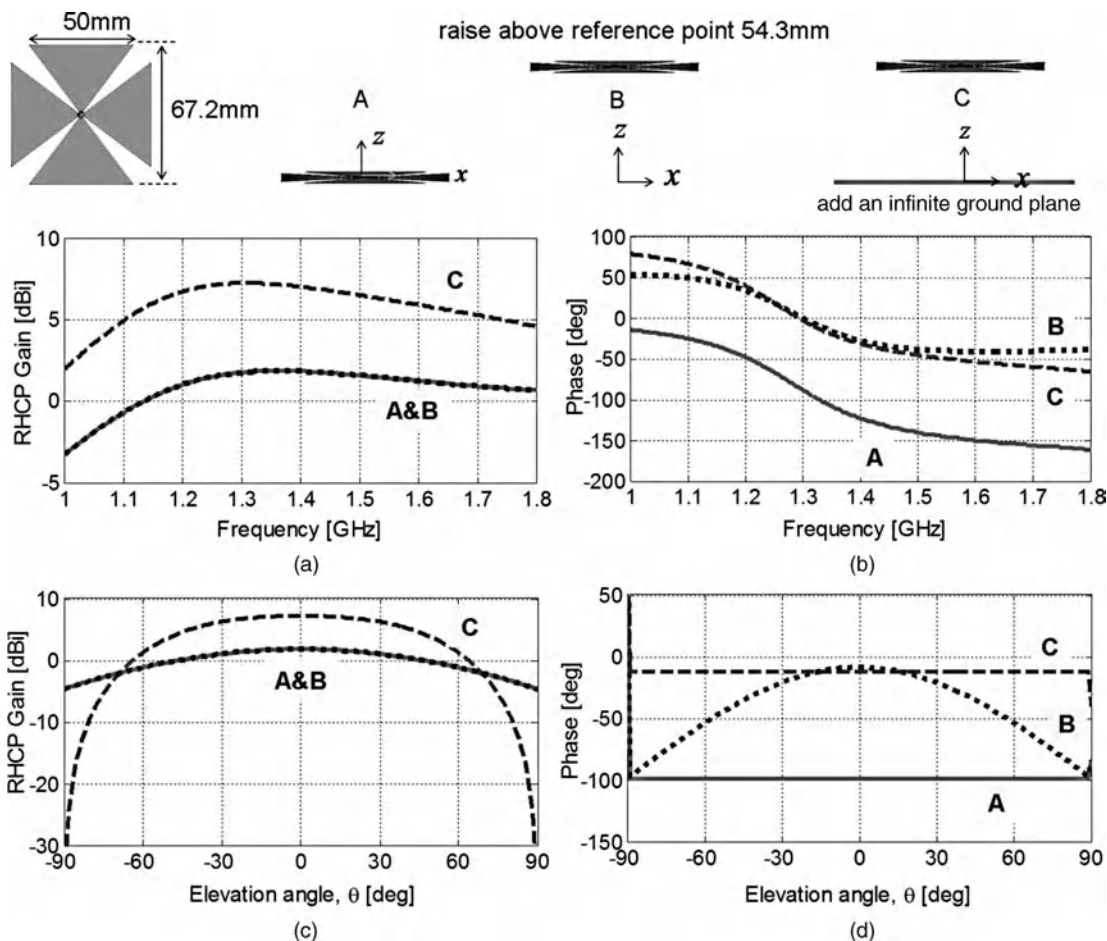 50mm
67.2mm
raise above reference point 54.3mm
A
z
x
B
z
x
C
z
x
add an infinite ground plane
10
5
0
-5
RHCP Gain [dBi]
C
A&B
1 1.1 1.2 1.3 1.4 1.5 1.6 1.7 1.8
Frequency [GHz]
(a)
100
50
0
-50
-100
-150
-200
Phase [deg]
B
C
A
1 1.1 1.2 1.3 1.4 1.5 1.6 1.7 1.8
Frequency [GHz]
(b)
10
0
-10
-20
-30
RHCP Gain [dBi]
C
A&B
-90 -60 -30 0 30 60 90
Elevation angle, θ [deg]
(c)
50
0
-50
-100
-150
Phase [deg]
C
B
A
-90 -60 -30 0 30 60 90
Elevation angle, θ [deg]
(d)